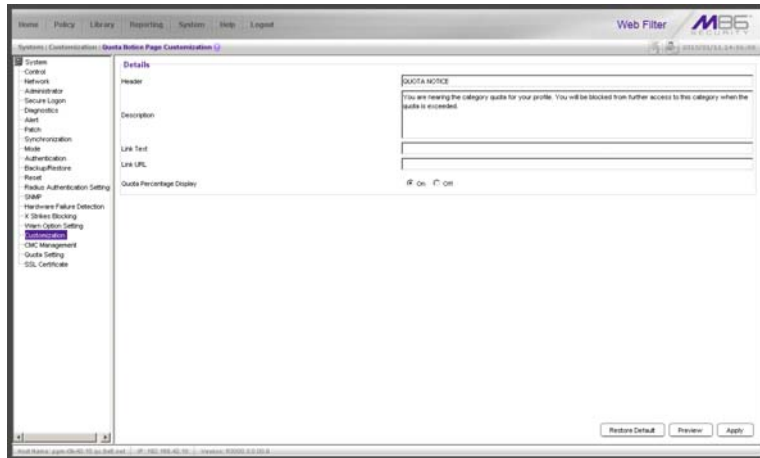 Home Policy Library Reporting System Help Logout
Web Filter
M86
SECURITY
System : Customization : Quota Notice Page Customization
System
Control
Network
Administrator
Secure Logon
Diagnostics
Alert
Patch
Synchronization
Mode
Authentication
Backup/Restore
Reset
Radius Authentication Setting
SNMP
Hardware Failure Detection
X Strikes Blocking
Warn Option Setting
Customization
CMC Management
Quota Setting
SSL Certificate
Details
Header
QUOTA NOTICE
Description
You are nearing the category quota for your profile. You will be blocked from further access to this category when the
quota is exceeded.
Link Text
Link URL
Quota Percentage Display
On Off
Restore Default Preview Apply
Host Name: